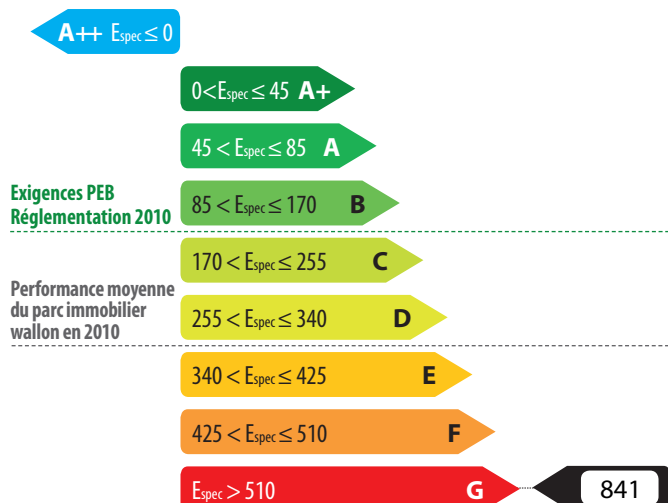 A++ Espec ≤ 0
0<Espec ≤ 45 A+
45 < Espec ≤ 85 A
Exigences PEB
Réglementation 2010
85 < Espec ≤ 170 B
170 < Espec ≤ 255 C
Performance moyenne
du parc immobilier
wallon en 2010
255 < Espec ≤ 340 D
340 < Espec ≤ 425 E
425 < Espec ≤ 510 F
Espec > 510 G 841